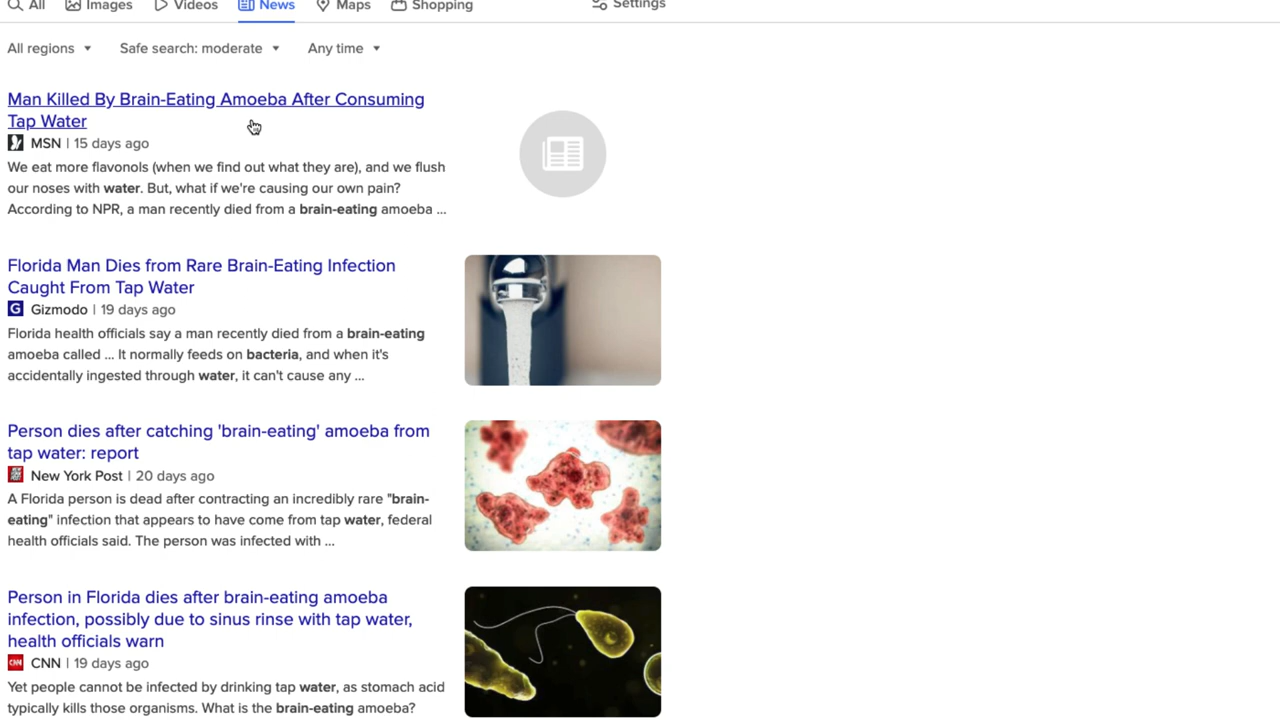 All Images Videos News Maps Shopping Settings
All regions Safe search: moderate Any time
Man Killed By Brain-Eating Amoeba After Consuming
Tap Water
MSN | 15 days ago
We eat more flavonols (when we find out what they are), and we flush
our noses with water. But, what if we're causing our own pain?
According to NPR, a man recently died from a brain-eating amoeba ...
Florida Man Dies from Rare Brain-Eating Infection
Caught From Tap Water
G Gizmodo | 19 days ago
Florida health officials say a man recently died from a brain-eating
amoeba called ... It normally feeds on bacteria, and when it's
accidentally ingested through water, it can't cause any ...
Person dies after catching 'brain-eating' amoeba from
tap water: report
New York Post | 20 days ago
A Florida person is dead after contracting an incredibly rare "brain-
eating" infection that appears to have come from tap water, federal
health officials said. The person was infected with ...
Person in Florida dies after brain-eating amoeba
infection, possibly due to sinus rinse with tap water,
health officials warn
CNN CNN | 19 days ago
Yet people cannot be infected by drinking tap water, as stomach acid
typically kills those organisms. What is the brain-eating amoeba?